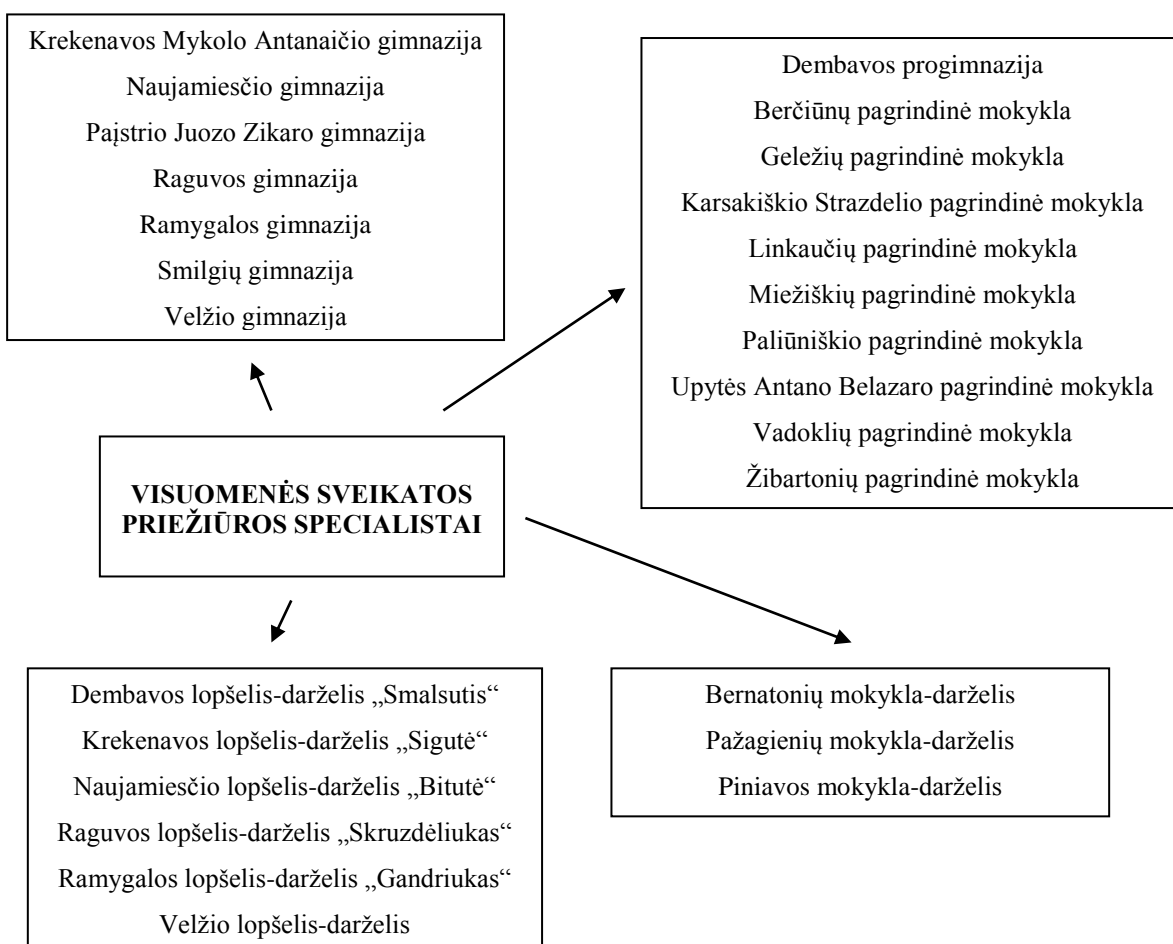 Krekenavos Mykolo Antanaičio gimnazija
Naujamiesčio gimnazija
Paįstrio Juozo Zikaro gimnazija
Raguvos gimnazija
Ramygalos gimnazija
Smilgių gimnazija
Velžio gimnazija
Dembavos progimnazija
Berčiūnų pagrindinė mokykla
Geležių pagrindinė mokykla
Karsakiškio Strazdelio pagrindinė mokykla
Linkaučių pagrindinė mokykla
Miežiškių pagrindinė mokykla
Paliūniškio pagrindinė mokykla
Upytės Antano Belazaro pagrindinė mokykla
Vadoklių pagrindinė mokykla
Žibartonių pagrindinė mokykla
VISUOMENĖS SVEIKATOS
PRIEŽIŪROS SPECIALISTAI
Dembavos lopšelis-darželis „Smalsutis“
Krekenavos lopšelis-darželis „Sigutė“
Naujamiesčio lopšelis-darželis „Bitutė“
Raguvos lopšelis-darželis „Skruzdėliukas“
Ramygalos lopšelis-darželis „Gandriukas“
Velžio lopšelis-darželis
Bernatonių mokykla-darželis
Pažagienių mokykla-darželis
Piniavos mokykla-darželis